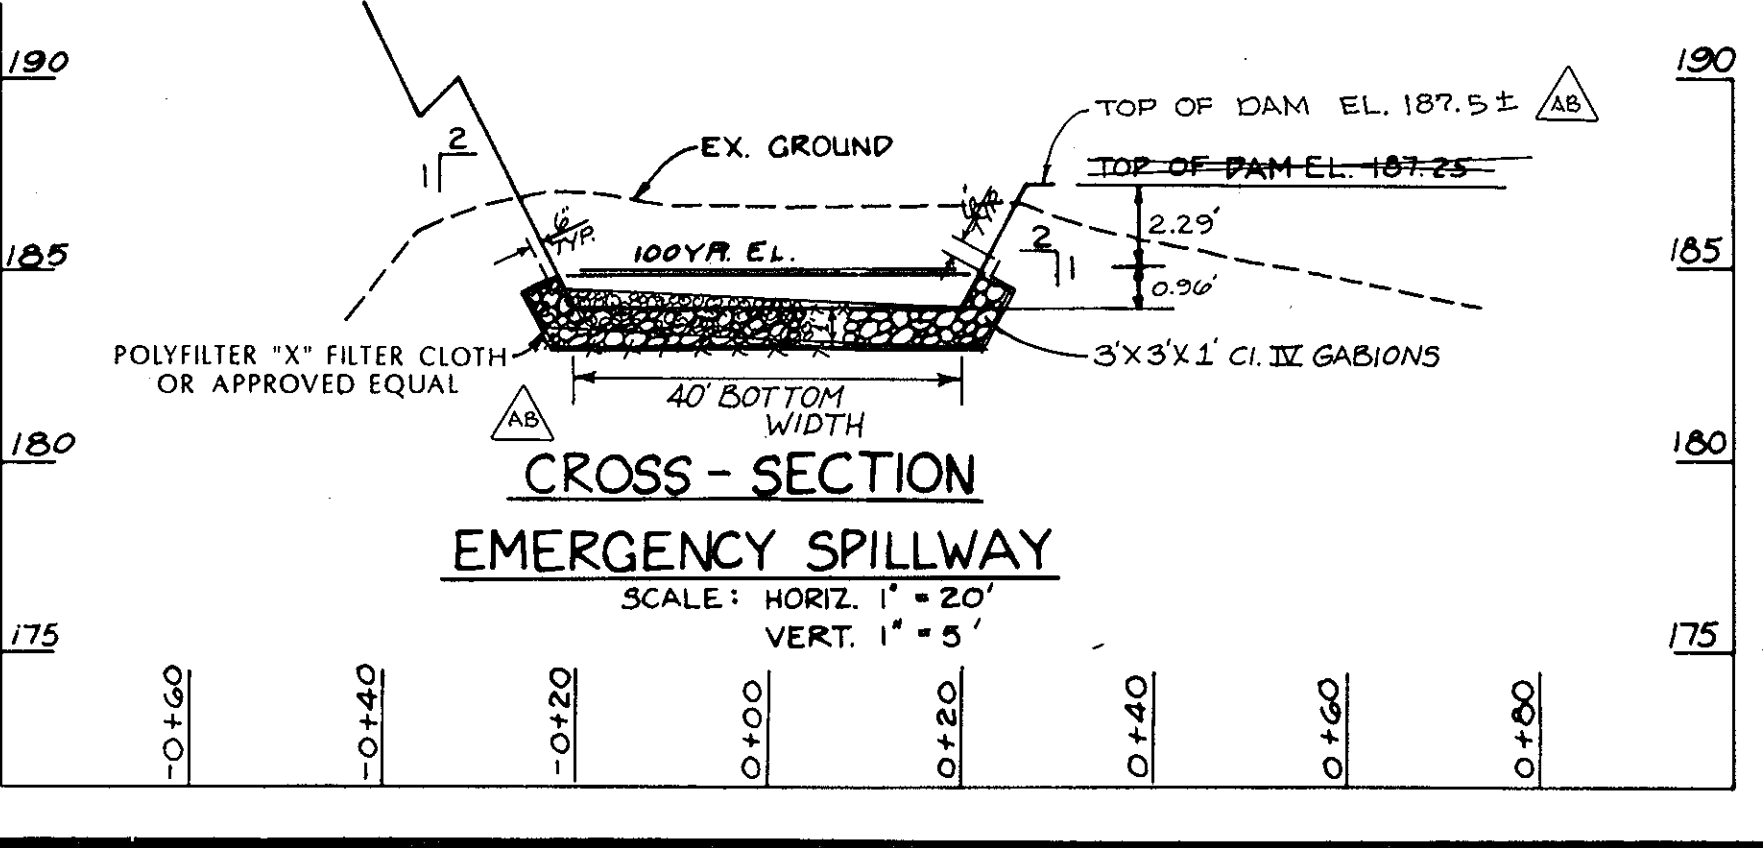 190
190
TOP OF DAM EL. 187.5±
AB
TOP OF DAM EL. 187.25
EX. GROUND
2
1
6'
TYP.
TYP.
2
1
2.29'
185
100 YR. EL.
185
0.96'
POLYFILTER "X" FILTER CLOTH
OR APPROVED EQUAL
3'X3'X1' Cl. IV GABIONS
AB
40' BOTTOM
WIDTH
180
180
CROSS - SECTION
EMERGENCY SPILLWAY
SCALE: HORIZ. 1" = 20'
VERT. 1" = 5'
175
175
-0+60
-0+40
-0+20
0+00
0+20
0+40
0+60
0+80